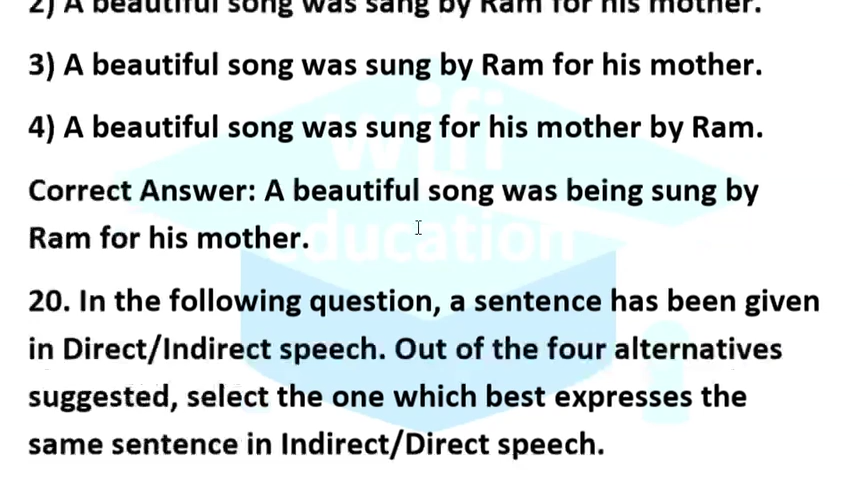 2) A beautiful song was sang by Ram for his mother.
3) A beautiful song was sung by Ram for his mother.
4) A beautiful song was sung for his mother by Ram.
wifi
Correct Answer: A beautiful song was being sung by
Ram for his mother.
education
20. In the following question, a sentence has been given
in Direct/Indirect speech. Out of the four alternatives
suggested, select the one which best expresses the
same sentence in Indirect/Direct speech.